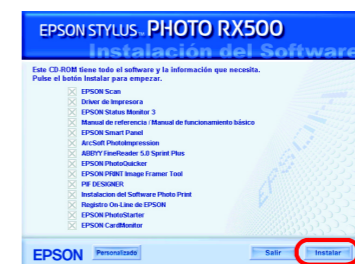 EPSON STYLUS™ PHOTO RX500
Instalación del Software
Este CD-ROM tiene todo el software y la información que necesita.
Pulse el botón Instalar para empezar.
EPSON Scan
Driver de Impresora
EPSON Status Monitor 3
Manual de referencia / Manual de funcionamiento básico
EPSON Smart Panel
ArcSoft PhotoImpression
ABBYY FineReader 5.0 Sprint Plus
EPSON PhotoQuicker
EPSON PRINT Image Framer Tool
PIF DESIGNER
Instalacion del Software Photo Print
Registro On-Line de EPSON
EPSON PhotoStarter
EPSON CardMonitor
EPSON Personalizado Salir Instalar